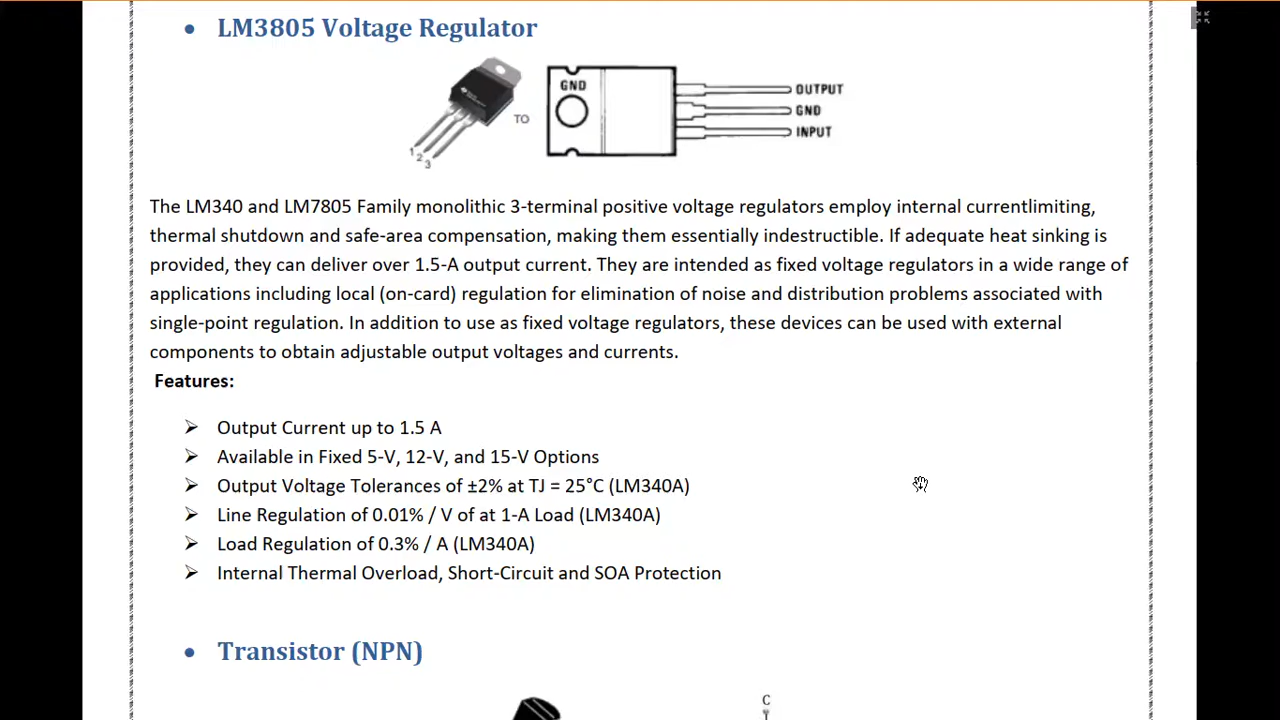 • LM3805 Voltage Regulator
GND
OUTPUT
GND
INPUT
TO
1
2
3
The LM340 and LM7805 Family monolithic 3-terminal positive voltage regulators employ internal currentlimiting,
thermal shutdown and safe-area compensation, making them essentially indestructible. If adequate heat sinking is
provided, they can deliver over 1.5-A output current. They are intended as fixed voltage regulators in a wide range of
applications including local (on-card) regulation for elimination of noise and distribution problems associated with
single-point regulation. In addition to use as fixed voltage regulators, these devices can be used with external
components to obtain adjustable output voltages and currents.
Features:
➢ Output Current up to 1.5 A
➢ Available in Fixed 5-V, 12-V, and 15-V Options
➢ Output Voltage Tolerances of ±2% at TJ = 25°C (LM340A)
➢ Line Regulation of 0.01% / V of at 1-A Load (LM340A)
➢ Load Regulation of 0.3% / A (LM340A)
➢ Internal Thermal Overload, Short-Circuit and SOA Protection
• Transistor (NPN)
C